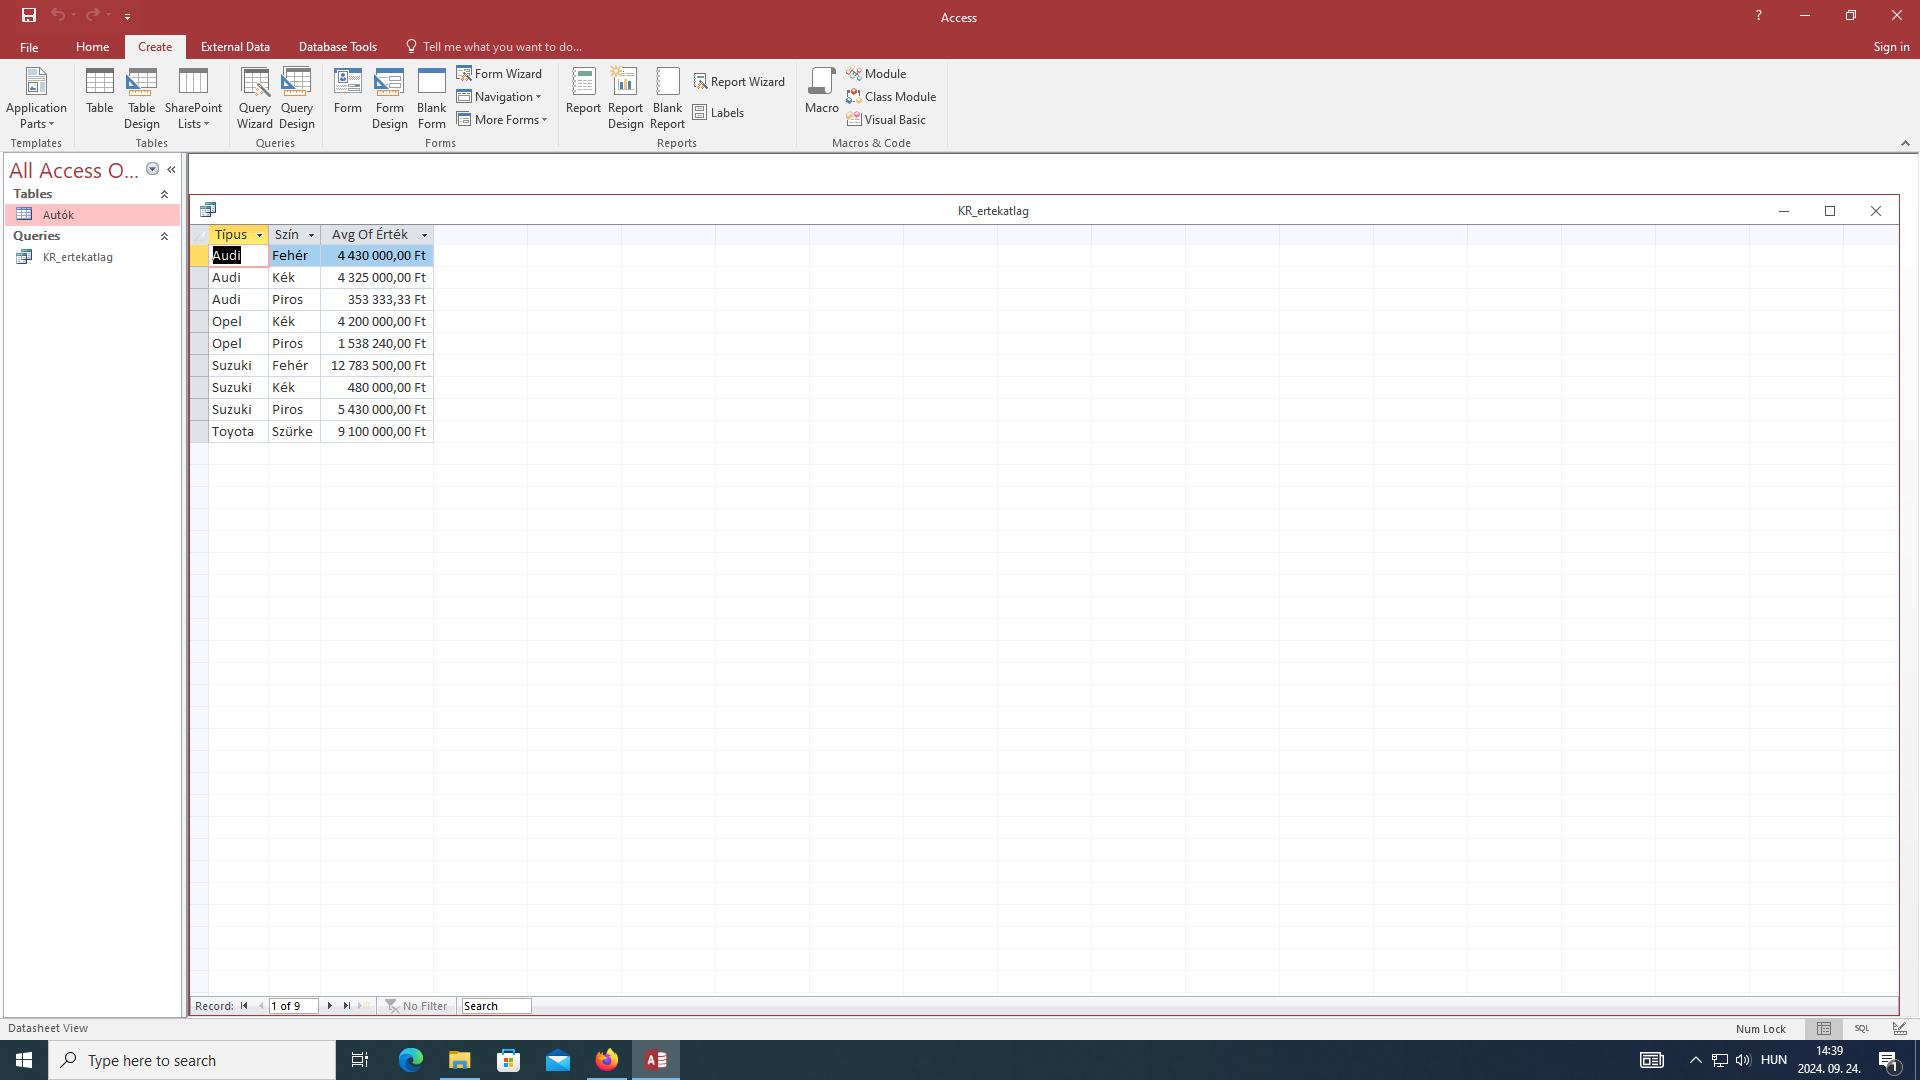 Access
?
File Home Create External Data Database Tools Tell me what you want to do... Sign in
Application Parts
Table
Table Design
SharePoint Lists
Query Wizard
Query Design
Form
Form Design
Blank Form
Form Wizard
Navigation
More Forms
Report
Report Design
Blank Report
Report Wizard
Labels
Macro
Module
Class Module
Visual Basic
Templates Tables Queries Forms Reports Macros & Code
All Access O...
Tables
Autók
Queries
KR_ertekatlag
KR_ertekatlag
Típus Szín Avg Of Érték
Audi Fehér 4 430 000,00 Ft
Audi Kék 4 325 000,00 Ft
Audi Piros 353 333,33 Ft
Opel Kék 4 200 000,00 Ft
Opel Piros 1 538 240,00 Ft
Suzuki Fehér 12 783 500,00 Ft
Suzuki Kék 480 000,00 Ft
Suzuki Piros 5 430 000,00 Ft
Toyota Szürke 9 100 000,00 Ft
Record: 1 of 9 No Filter Search
Datasheet View Num Lock SQL
Type here to search HUN 14:39
2024. 09. 24. 1